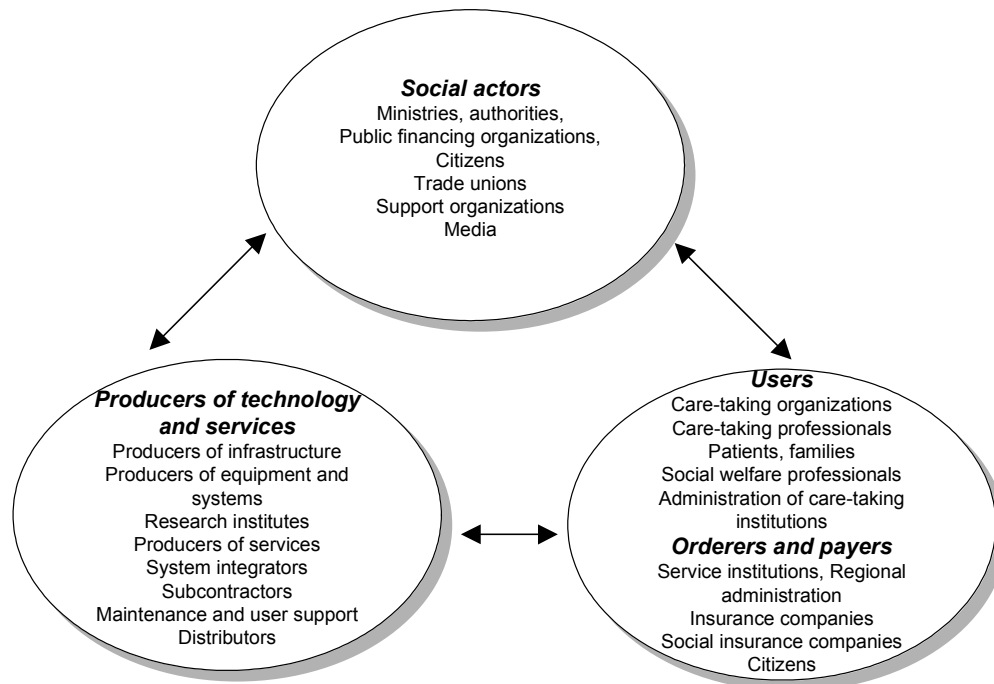 Social actors
Ministries, authorities,
Public financing organizations,
Citizens
Trade unions
Support organizations
Media
Producers of technology
and services
Producers of infrastructure
Producers of equipment and
systems
Research institutes
Producers of services
System integrators
Subcontractors
Maintenance and user support
Distributors
Users
Care-taking organizations
Care-taking professionals
Patients, families
Social welfare professionals
Administration of care-taking
institutions
Orderers and payers
Service institutions, Regional
administration
Insurance companies
Social insurance companies
Citizens